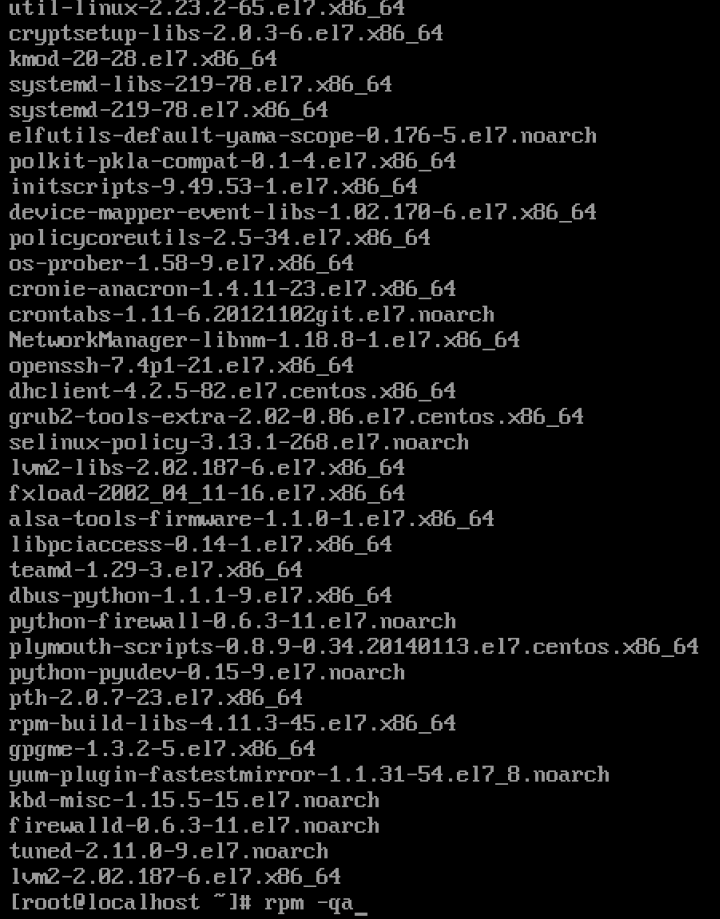 util-linux-2.23.2-65.el7.x86_64
cryptsetup-libs-2.0.3-6.el7.x86_64
kmod-20-28.el7.x86_64
systemd-libs-219-78.el7.x86_64
systemd-219-78.el7.x86_64
elfutils-default-yama-scope-0.176-5.el7.noarch
polkit-pkla-compat-0.1-4.el7.x86_64
initscripts-9.49.53-1.el7.x86_64
device-mapper-event-libs-1.02.170-6.el7.x86_64
policycoreutils-2.5-34.el7.x86_64
os-prober-1.58-9.el7.x86_64
cronie-anacron-1.4.11-23.el7.x86_64
crontabs-1.11-6.20121102git.el7.noarch
NetworkManager-libnm-1.18.8-1.el7.x86_64
openssh-7.4p1-21.el7.x86_64
dhclient-4.2.5-82.el7.centos.x86_64
grub2-tools-extra-2.02-0.86.el7.centos.x86_64
selinux-policy-3.13.1-268.el7.noarch
lvm2-libs-2.02.187-6.el7.x86_64
fxload-2002_04_11-16.el7.x86_64
alsa-tools-firmware-1.1.0-1.el7.x86_64
libpciaccess-0.14-1.el7.x86_64
teamd-1.29-3.el7.x86_64
dbus-python-1.1.1-9.el7.x86_64
python-firewall-0.6.3-11.el7.noarch
plymouth-scripts-0.8.9-0.34.20140113.el7.centos.x86_64
python-pyudev-0.15-9.el7.noarch
pth-2.0.7-23.el7.x86_64
rpm-build-libs-4.11.3-45.el7.x86_64
gpgme-1.3.2-5.el7.x86_64
yum-plugin-fastestmirror-1.1.31-54.el7_8.noarch
kbd-misc-1.15.5-15.el7.noarch
firewalld-0.6.3-11.el7.noarch
tuned-2.11.0-9.el7.noarch
lvm2-2.02.187-6.el7.x86_64
[root@localhost ~]# rpm -qa_